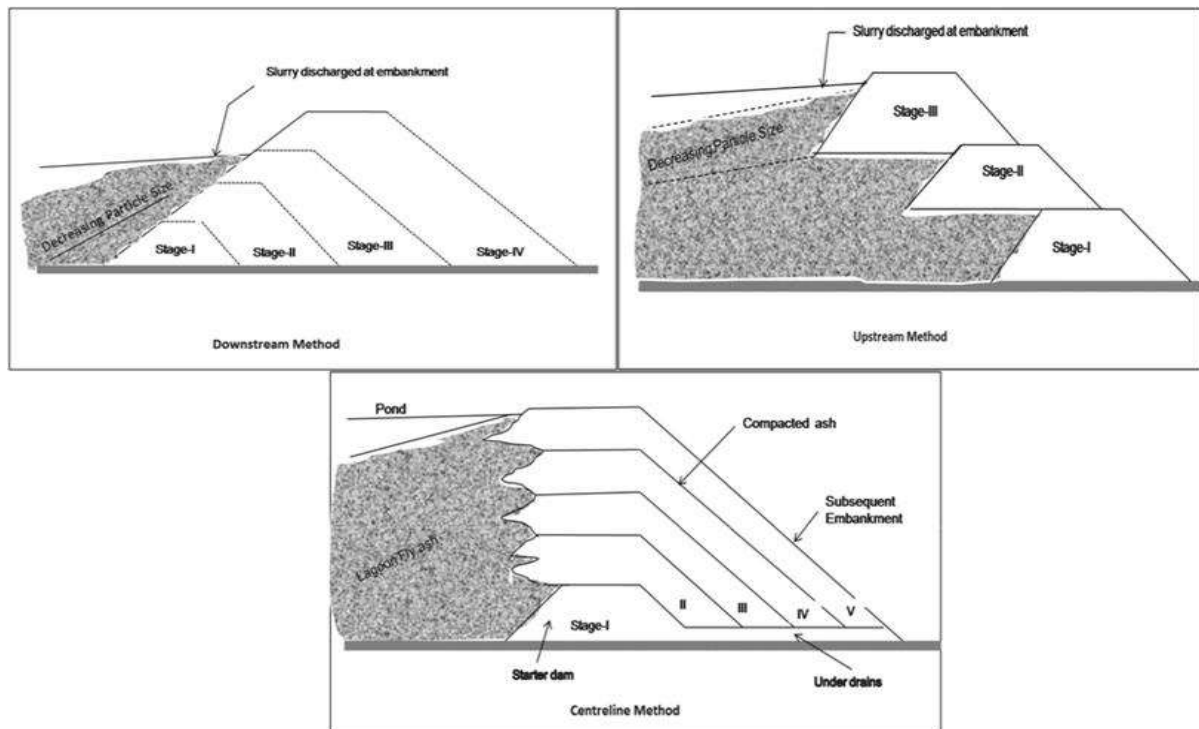 Slurry discharged at embankment
Decreasing Particle Size
Stage-I
Stage-II
Stage-III
Stage-IV
Downstream Method
Slurry discharged at embankment
Decreasing Particle Size
Stage-III
Stage-II
Stage-I
Upstream Method
Pond
Compacted ash
Subsequent
Embankment
Lagoon Fly ash
II
III
IV
V
Stage-I
Starter dam
Under drains
Centreline Method